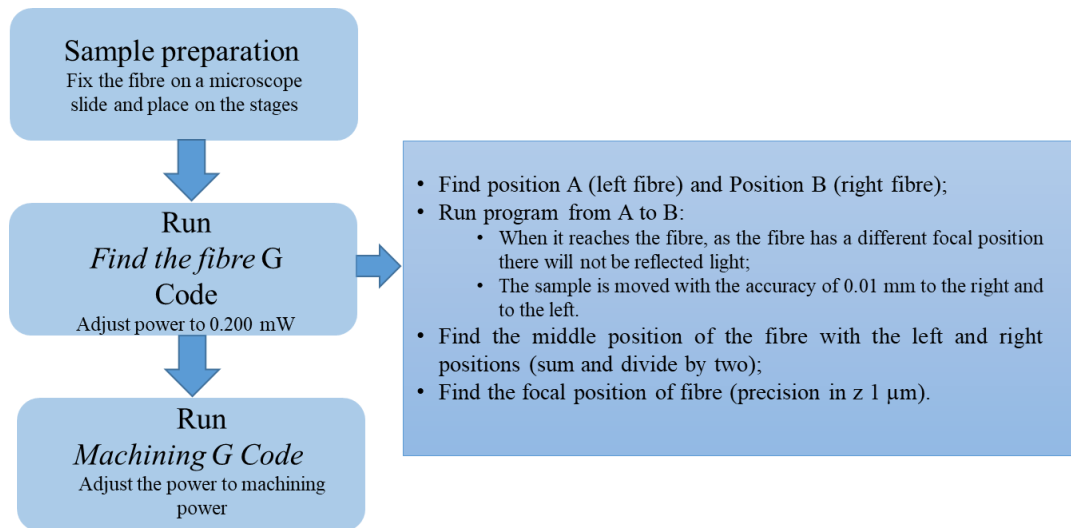 Sample preparation
Fix the fibre on a microscope
slide and place on the stages
Run
Find the fibre G
Code
Adjust power to 0.200 mW
• Find position A (left fibre) and Position B (right fibre);
• Run program from A to B:
• When it reaches the fibre, as the fibre has a different focal position
there will not be reflected light;
• The sample is moved with the accuracy of 0.01 mm to the right and
to the left.
• Find the middle position of the fibre with the left and right
positions (sum and divide by two);
• Find the focal position of fibre (precision in z 1 µm).
Run
Machining G Code
Adjust the power to machining
power